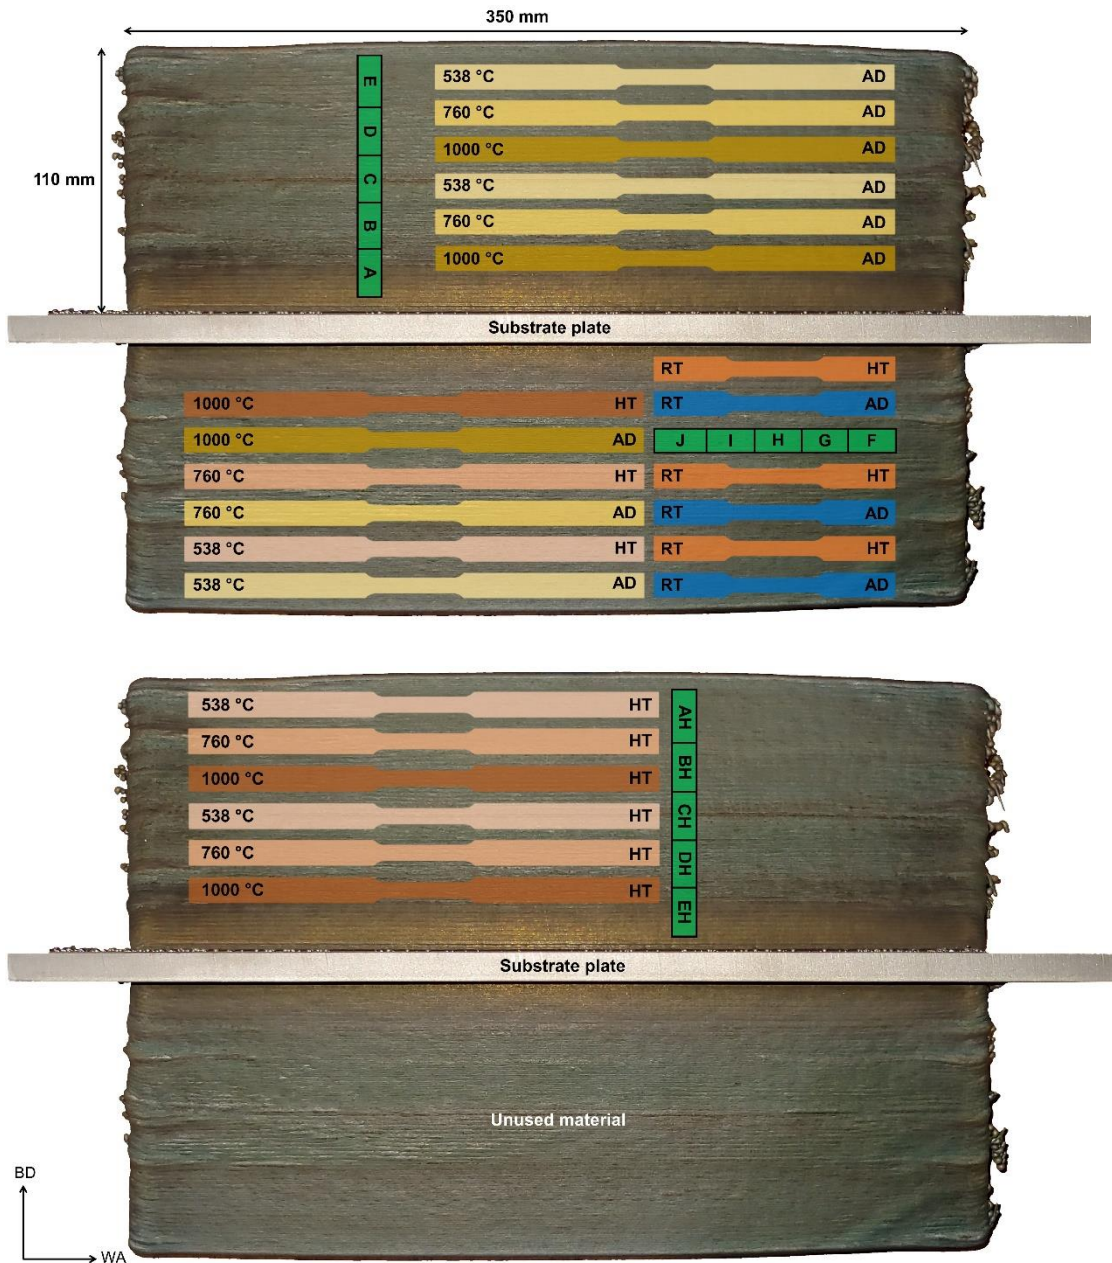 350 mm
110 mm
E
D
C
B
A
538 °C AD
760 °C AD
1000 °C AD
538 °C AD
760 °C AD
1000 °C AD
Substrate plate
RT HT
1000 °C HT RT AD
1000 °C AD J I H G F
760 °C HT RT HT
760 °C AD RT AD
538 °C HT RT HT
538 °C AD RT AD
538 °C HT
760 °C HT
1000 °C HT
538 °C HT
760 °C HT
1000 °C HT
AH
BH
CH
DH
EH
Substrate plate
Unused material
BD
WA